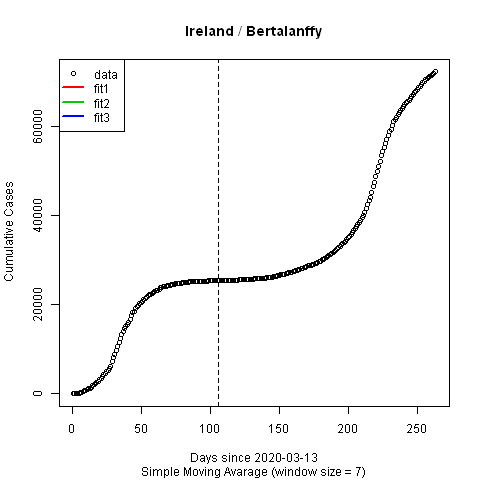 Ireland / Bertalanffy
data
fit1
fit2
fit3
Cumulative Cases
0
20000
40000
60000
0
50
100
150
200
250
Days since 2020-03-13
Simple Moving Avarage (window size = 7)